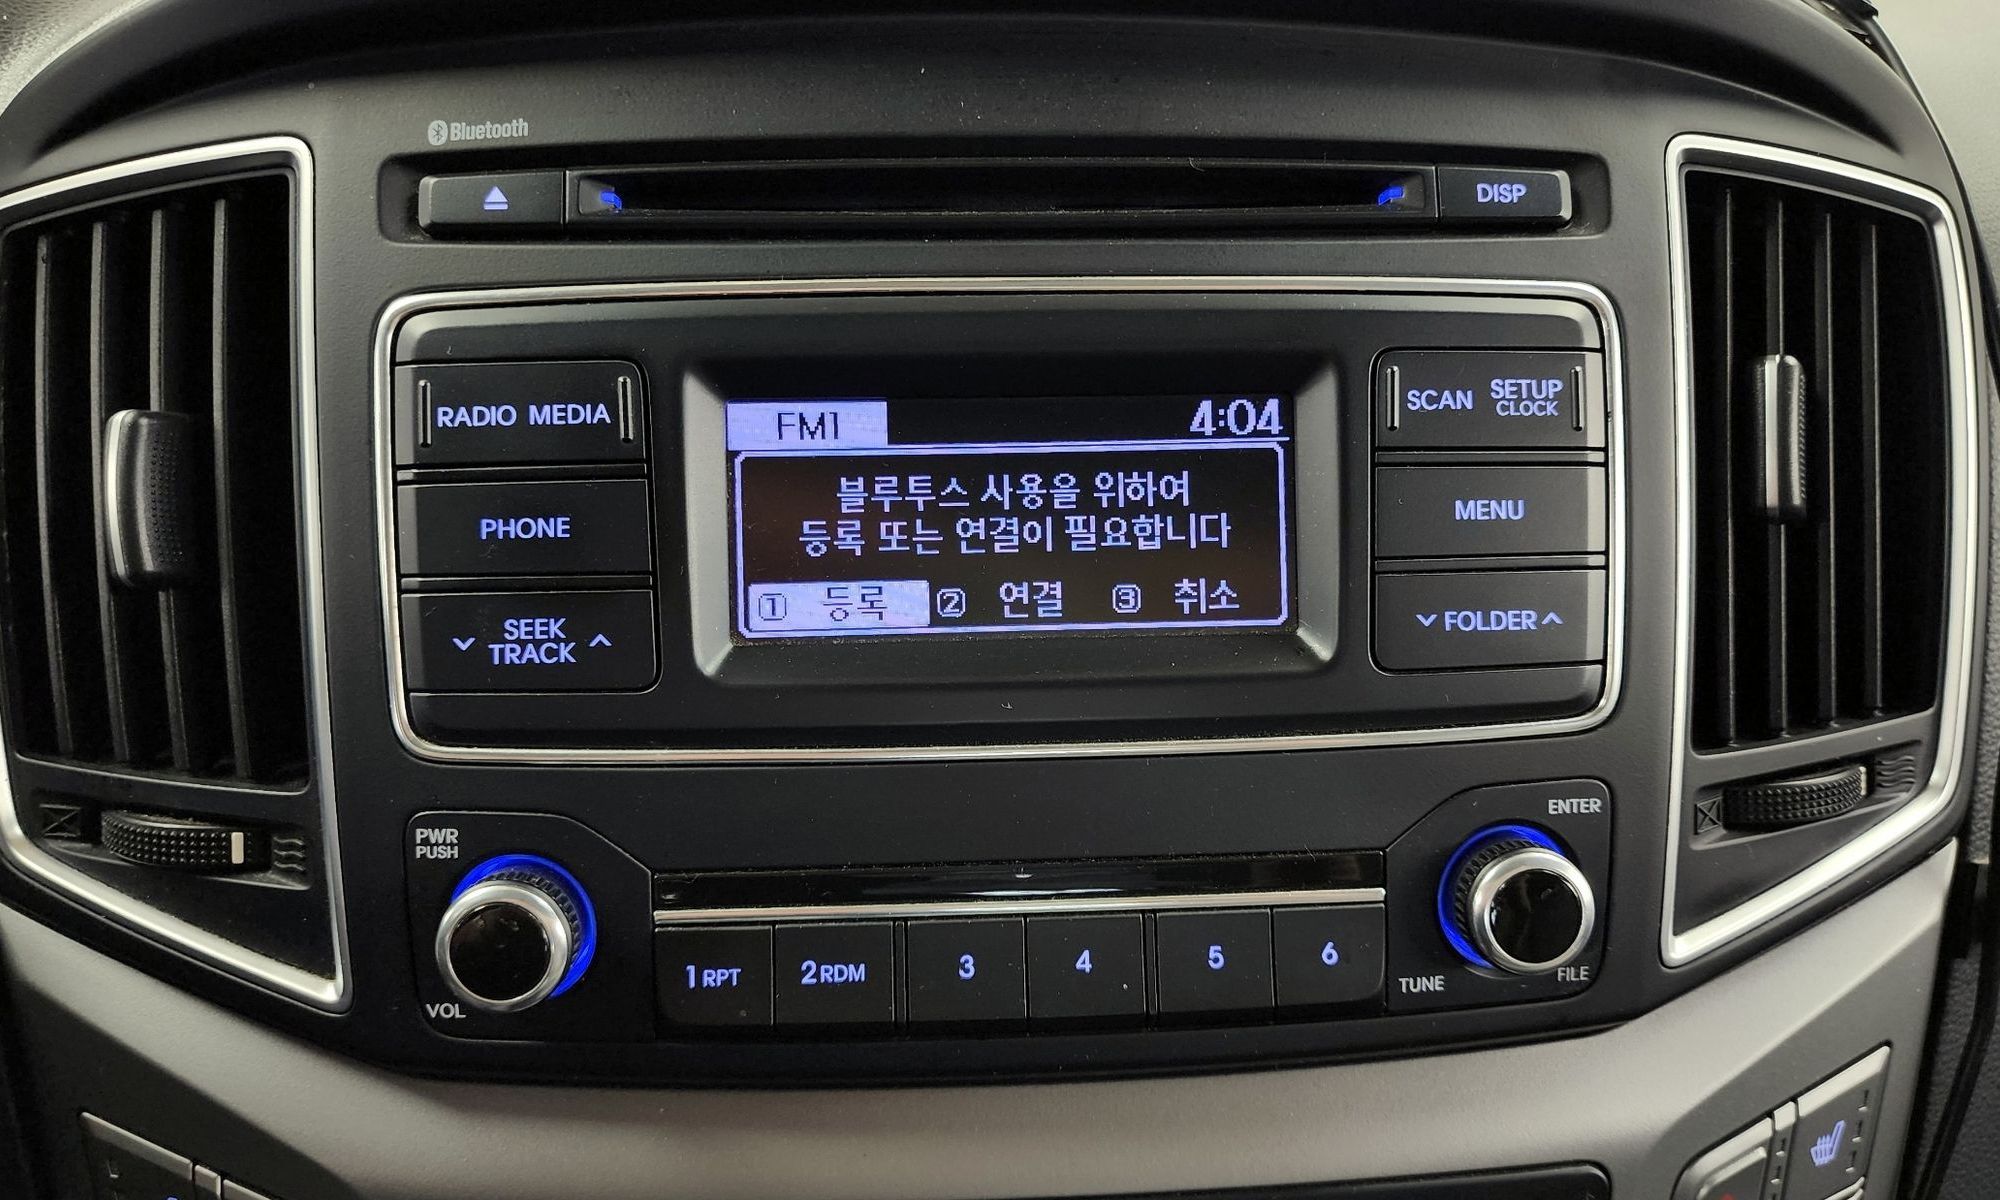 Bluetooth
DISP
RADIO MEDIA
SCAN SETUP
CLOCK
FM1 4:04
블루투스 사용을 위하여
등록 또는 연결이 필요합니다
1 등록 2 연결 3 취소
PHONE
MENU
SEEK
TRACK
FOLDER
PWR
PUSH
VOL
1 RPT
2 RDM
3
4
5
6
ENTER
TUNE
FILE